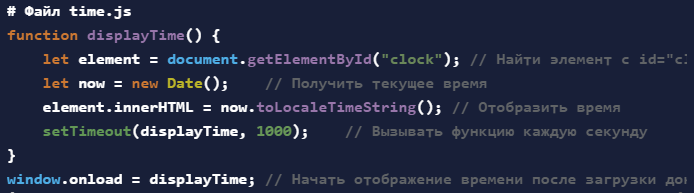 # Файл time.js
function displayTime() {
    let element = document.getElementById("clock"); // Найти элемент с id="cl
    let now = new Date();    // Получить текущее время
    element.innerHTML = now.toLocaleTimeString(); // Отобразить время
    setTimeout(displayTime, 1000);    // Вызывать функцию каждую секунду
}
window.onload = displayTime; // Начать отображение времени после загрузки